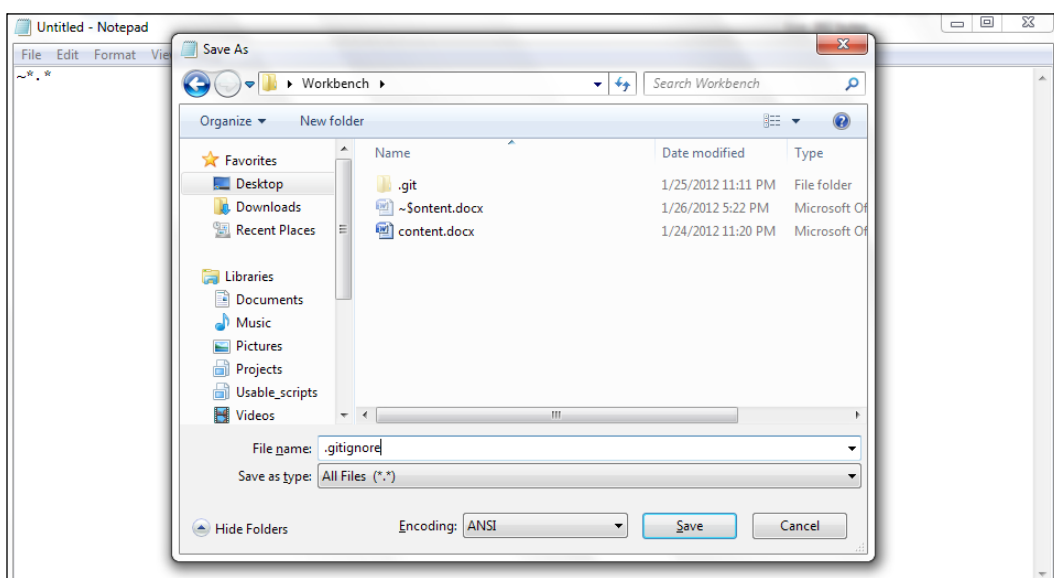 Untitled - Notepad
File Edit Format Vie
~*.*
Save As
Workbench
Search Workbench
Organize New folder
Name Date modified Type
Favorites
Desktop
Downloads
Recent Places
.git 1/25/2012 11:11 PM File folder
~$ontent.docx 1/26/2012 5:22 PM Microsoft Of
content.docx 1/24/2012 11:20 PM Microsoft Of
Libraries
Documents
Music
Pictures
Projects
Usable_scripts
Videos
File name: .gitignore
Save as type: All Files (*.*)
Hide Folders Encoding: ANSI Save Cancel